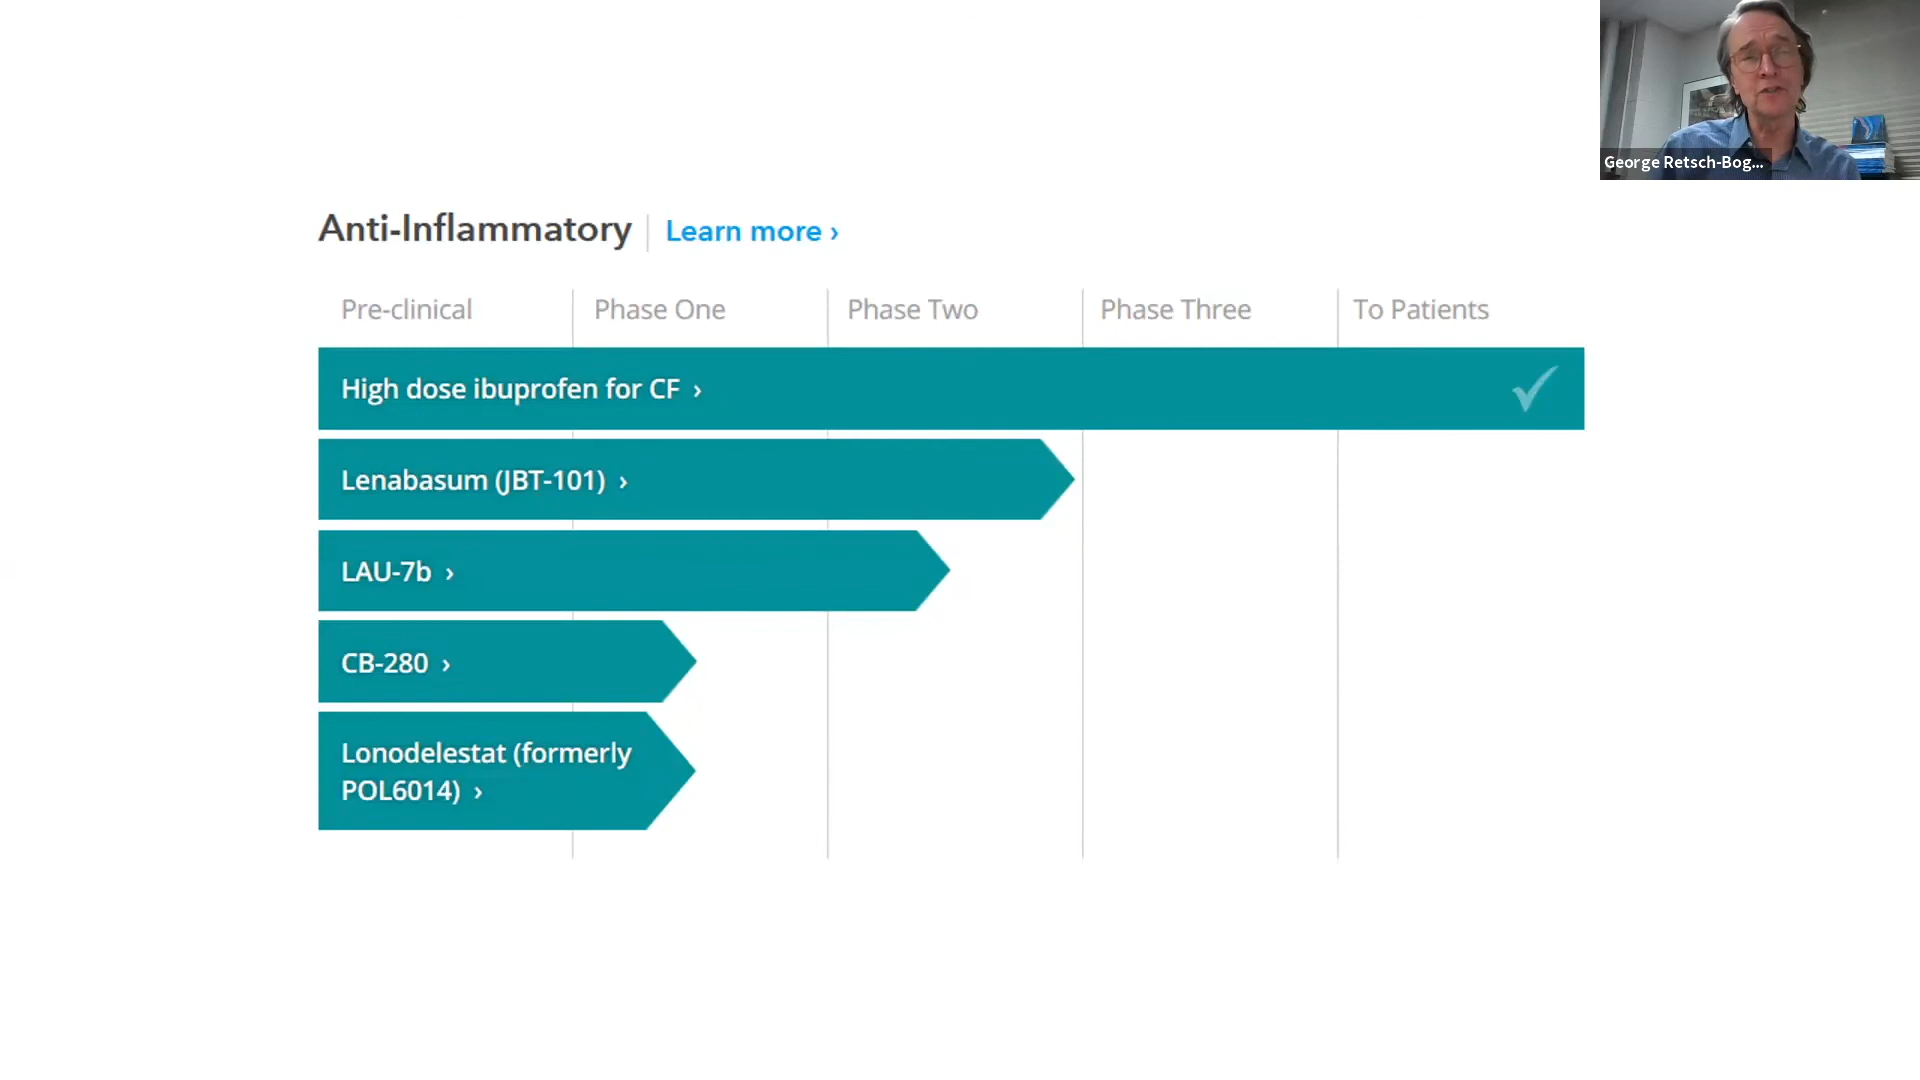 George Retsch-Bog...
Anti-Inflammatory | Learn more ›
Pre-clinical Phase One Phase Two Phase Three To Patients
High dose ibuprofen for CF ›
Lenabasum (JBT-101) ›
LAU-7b ›
CB-280 ›
Lonodelestat (formerly
POL6014) ›